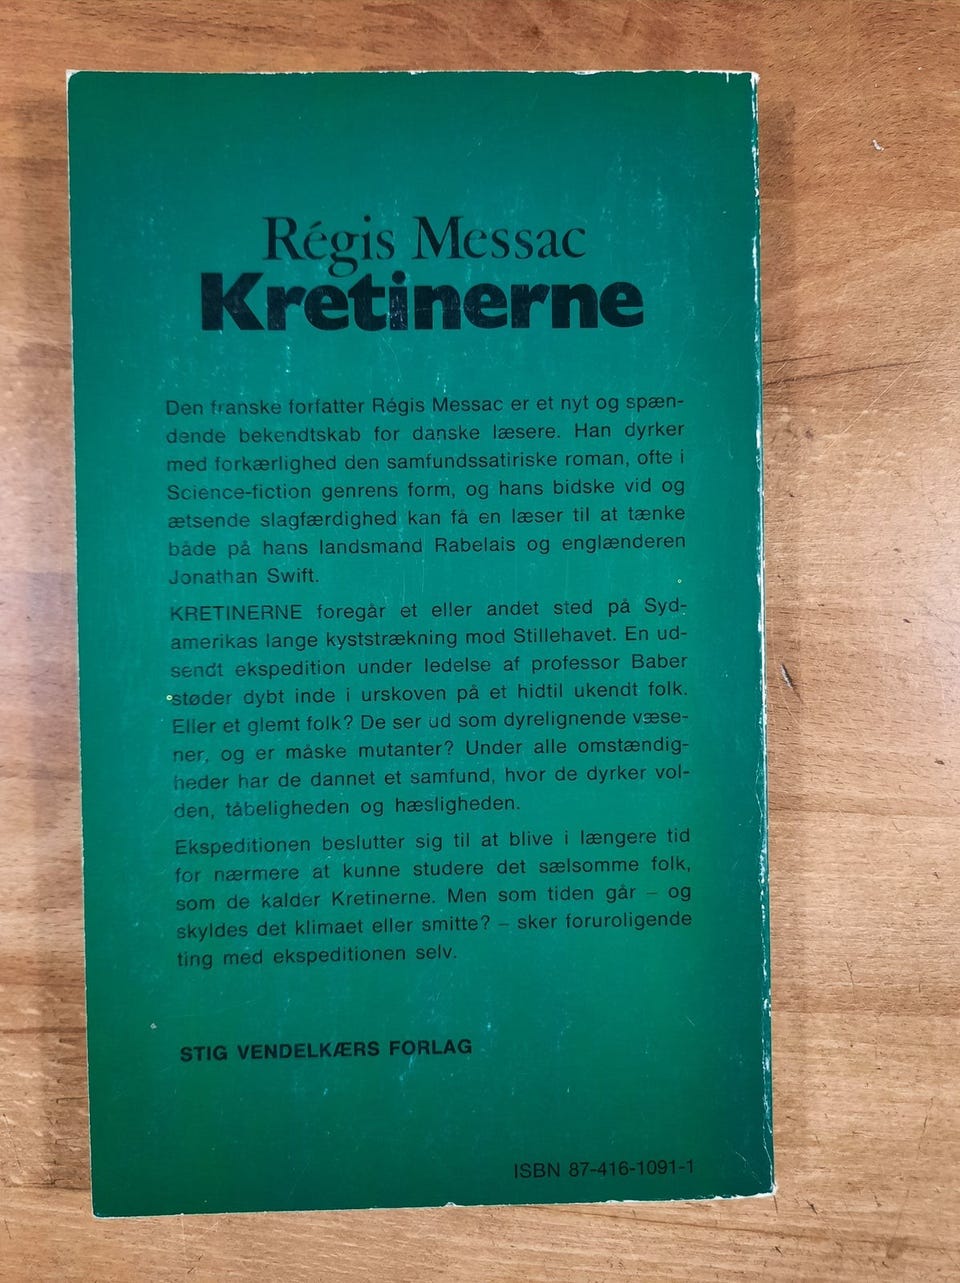 Régis Messac
Kretinerne
Den franske forfatter Régis Messac er et nyt og spæn-
dende bekendtskab for danske læsere. Han dyrker
med forkærlighed den samfundssatiriske roman, ofte i
Science-fiction genrens form, og hans bidske vid og
ætsende slagfærdighed kan få en læser til at tænke
både på hans landsmand Rabelais og englænderen
Jonathan Swift.
KRETINERNE foregår et eller andet sted på Syd-
amerikas lange kyststrækning mod Stillehavet. En ud-
sendt ekspedition under ledelse af professor Baber
støder dybt inde i urskoven på et hidtil ukendt folk.
Eller et glemt folk? De ser ud som dyrelignende væse-
ner, og er måske mutanter? Under alle omstændig-
heder har de dannet et samfund, hvor de dyrker vol-
den, tåbeligheden og hæsligheden.
Ekspeditionen beslutter sig til at blive i længere tid
for nærmere at kunne studere det sælsomme folk,
som de kalder Kretinerne. Men som tiden går – og
skyldes det klimaet eller smitte? – sker foruroligende
ting med ekspeditionen selv.
STIG VENDELKÆRS FORLAG
ISBN 87-416-1091-1